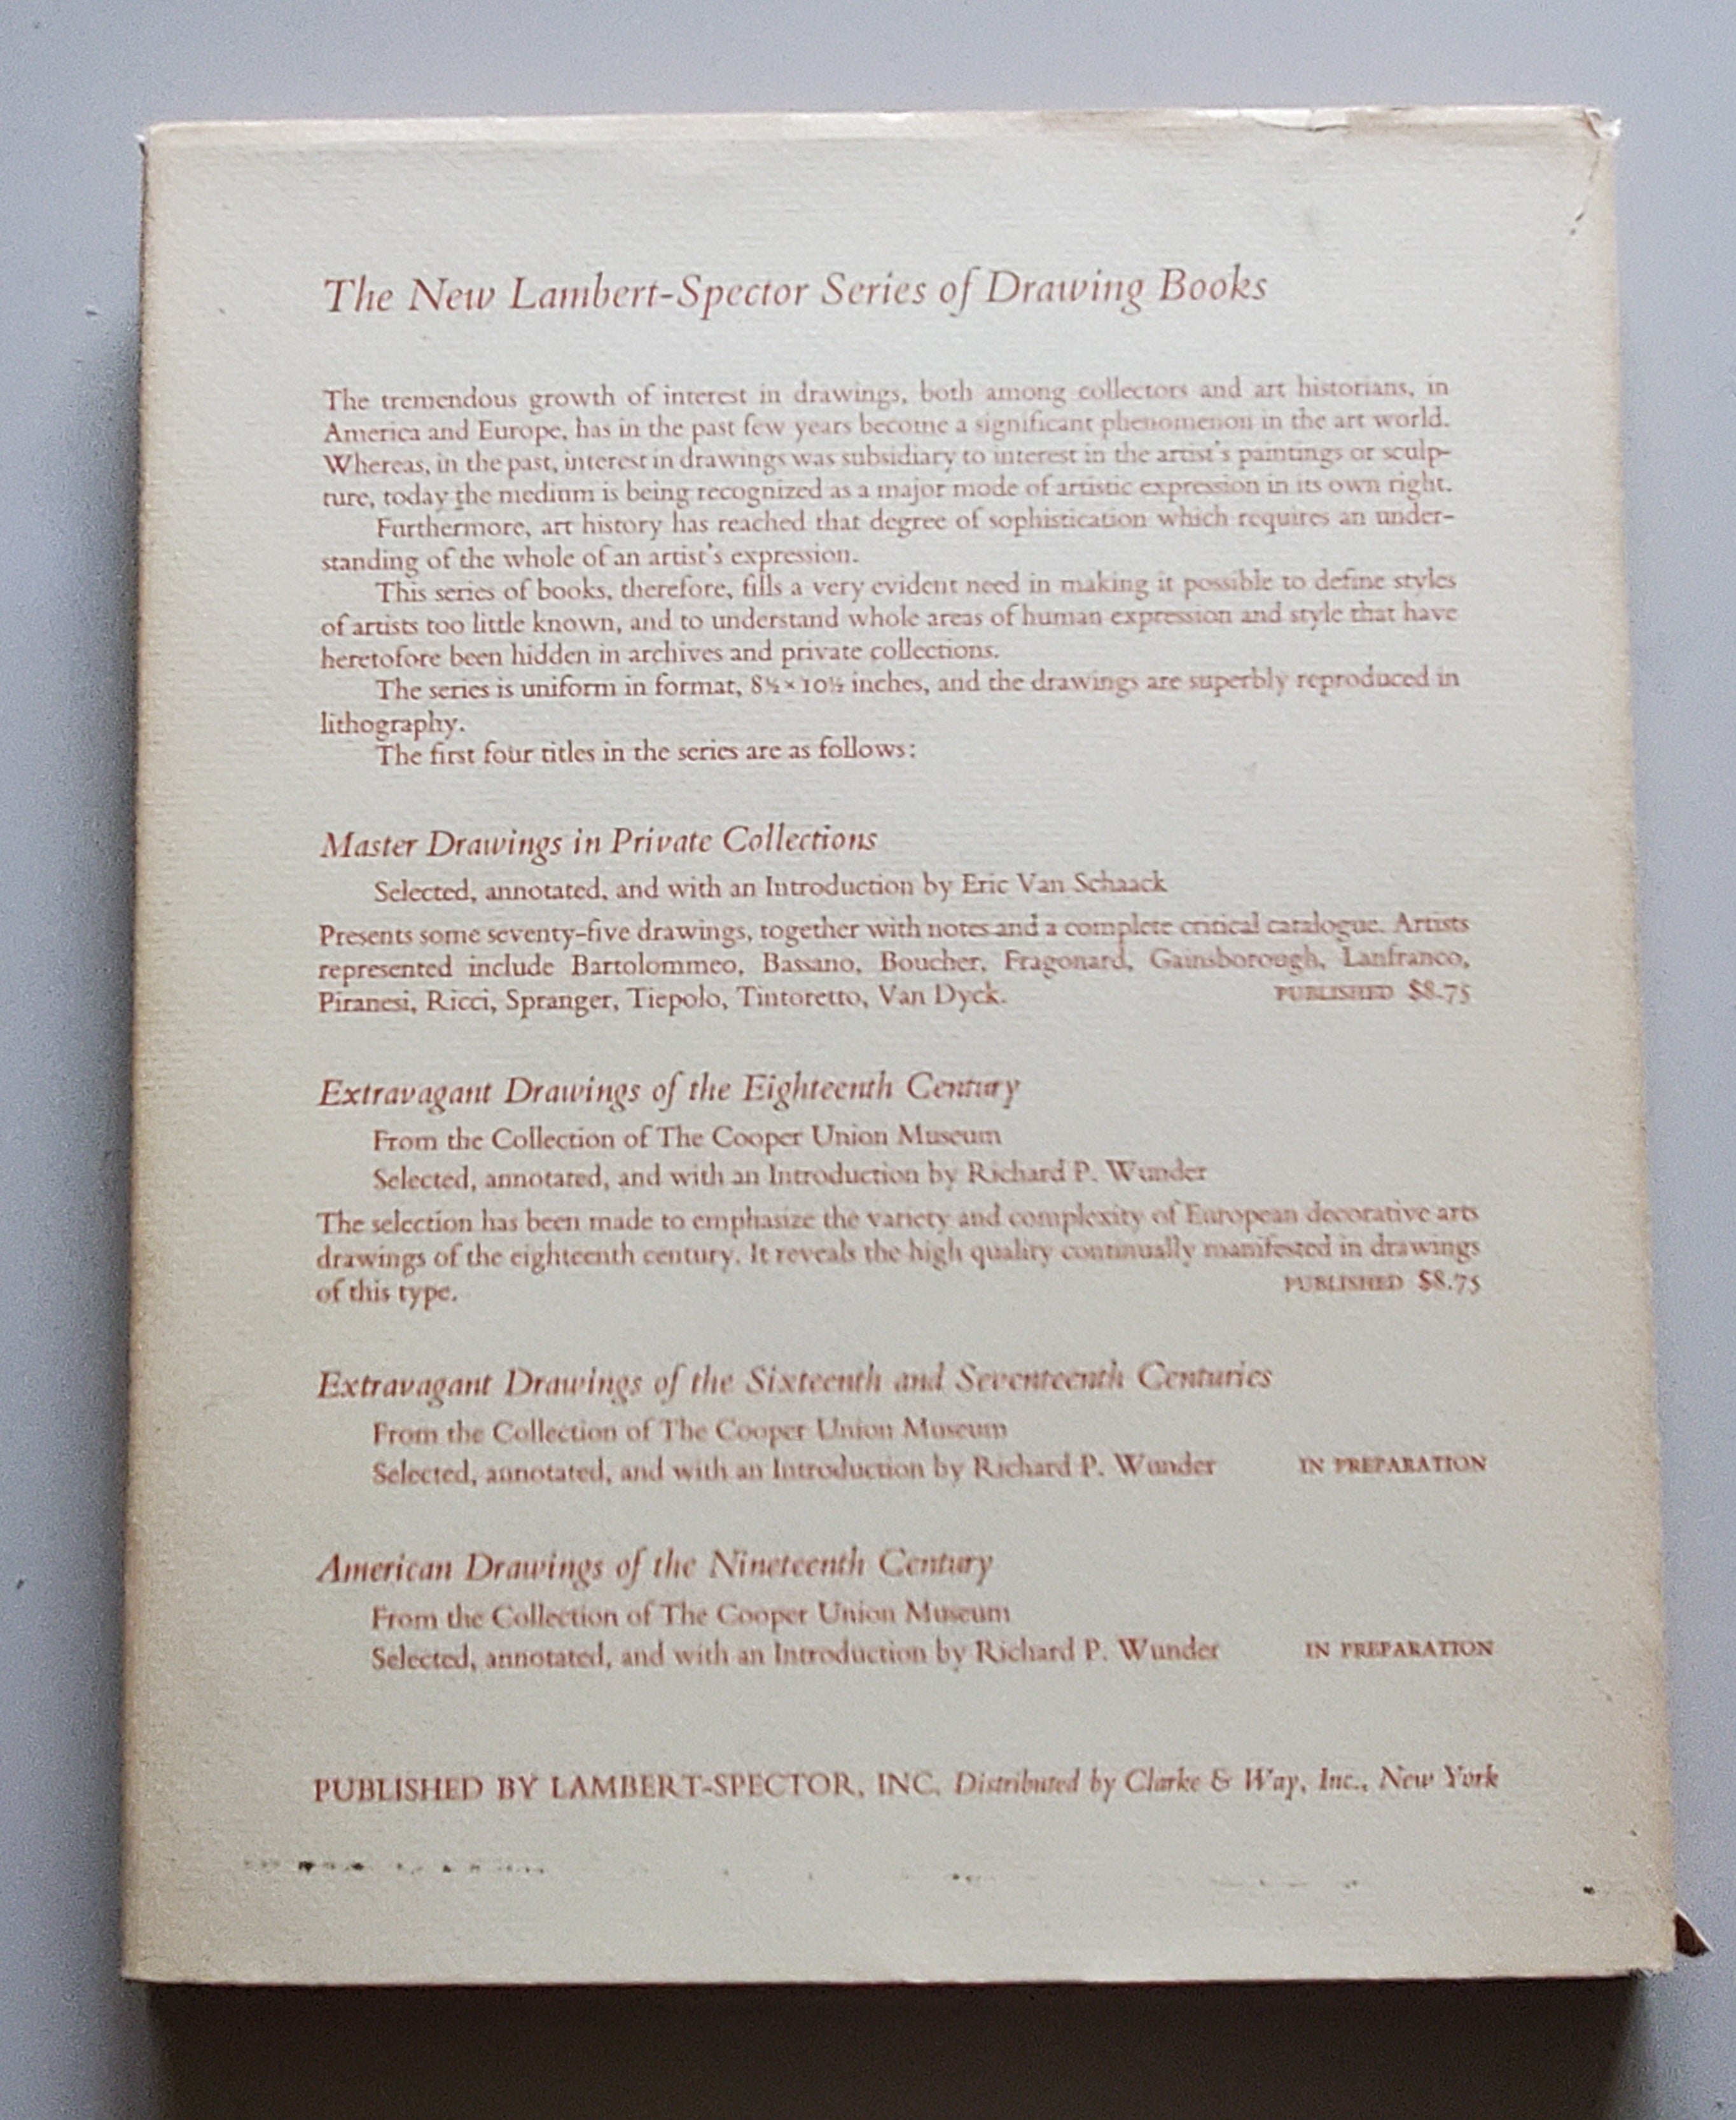 The New Lambert-Spector Series of Drawing Books
The tremendous growth of interest in drawings, both among collectors and art historians, in
America and Europe, has in the past few years become a significant phenomenon in the art world.
Whereas, in the past, interest in drawings was subsidiary to interest in the artist's paintings or sculp-
ture, today the medium is being recognized as a major mode of artistic expression in its own right.
Furthermore, art history has reached that degree of sophistication which requires an under-
standing of the whole of an artist's expression.
This series of books, therefore, fills a very evident need in making it possible to define styles
of artists too little known, and to understand whole areas of human expression and style that have
heretofore been hidden in archives and private collections.
The series is uniform in format, 8½ × 10½ inches, and the drawings are superbly reproduced in
lithography.
The first four titles in the series are as follows:
Master Drawings in Private Collections
Selected, annotated, and with an Introduction by Eric Van Schaack
Presents some seventy-five drawings, together with notes and a complete critical catalogue. Artists
represented include Bartolommeo, Bassano, Boucher, Fragonard, Gainsborough, Lanfranco,
Piranesi, Ricci, Spranger, Tiepolo, Tintoretto, Van Dyck. PUBLISHED $8.75
Extravagant Drawings of the Eighteenth Century
From the Collection of The Cooper Union Museum
Selected, annotated, and with an Introduction by Richard P. Wunder
The selection has been made to emphasize the variety and complexity of European decorative arts
drawings of the eighteenth century. It reveals the high quality continually manifested in drawings
of this type. PUBLISHED $8.75
Extravagant Drawings of the Sixteenth and Seventeenth Centuries
From the Collection of The Cooper Union Museum
Selected, annotated, and with an Introduction by Richard P. Wunder IN PREPARATION
American Drawings of the Nineteenth Century
From the Collection of The Cooper Union Museum
Selected, annotated, and with an Introduction by Richard P. Wunder IN PREPARATION
PUBLISHED BY LAMBERT-SPECTOR, INC. Distributed by Clarke & Way, Inc., New York